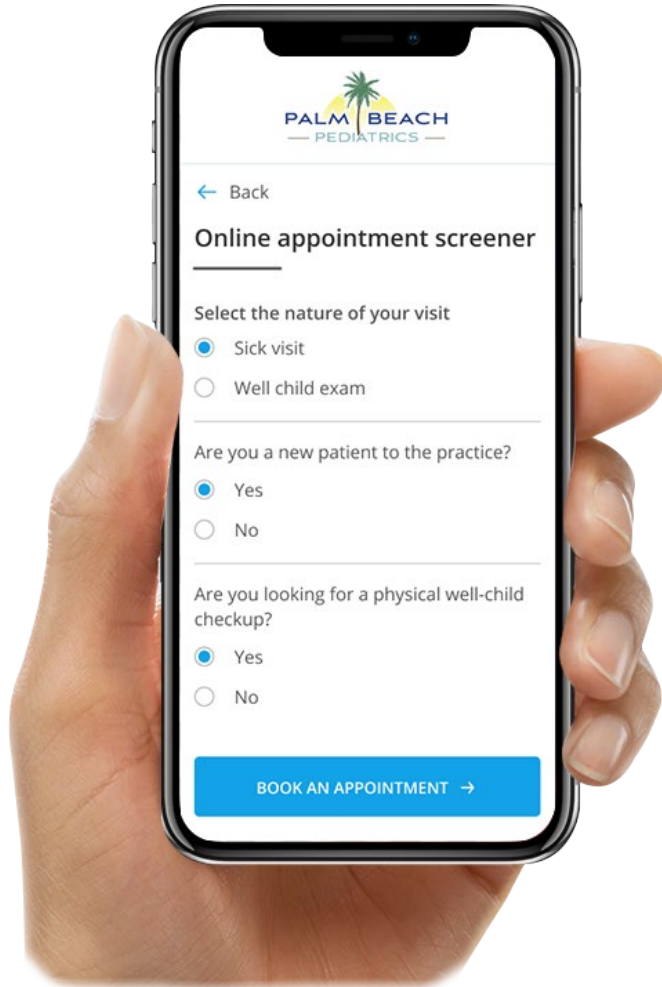 PALM BEACH
PEDIATRICS
← Back
Online appointment screener
Select the nature of your visit
Sick visit
Well child exam
Are you a new patient to the practice?
Yes
No
Are you looking for a physical well-child
checkup?
Yes
No
BOOK AN APPOINTMENT →